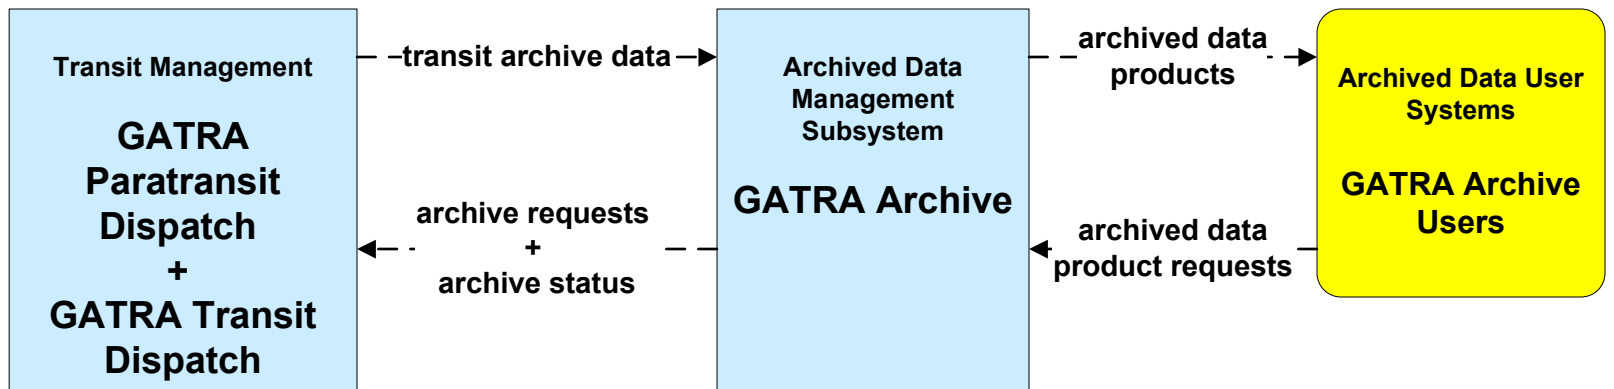 Transit Management
GATRA
Paratransit
Dispatch
+
GATRA Transit
Dispatch
transit archive data
archive requests
+
archive status
Archived Data
Management
Subsystem
GATRA Archive
archived data
products
archived data
product requests
Archived Data User
Systems
GATRA Archive
Users